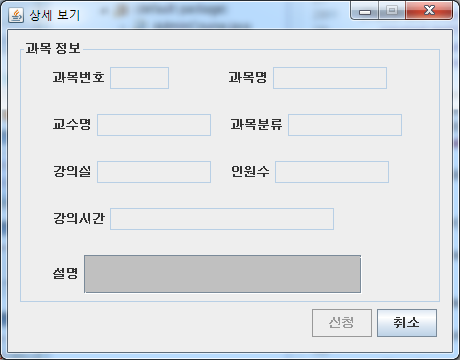 상세 보기
과목 정보
과목번호 과목명
교수명 과목분류
강의실 인원수
강의시간
설명
신청 취소